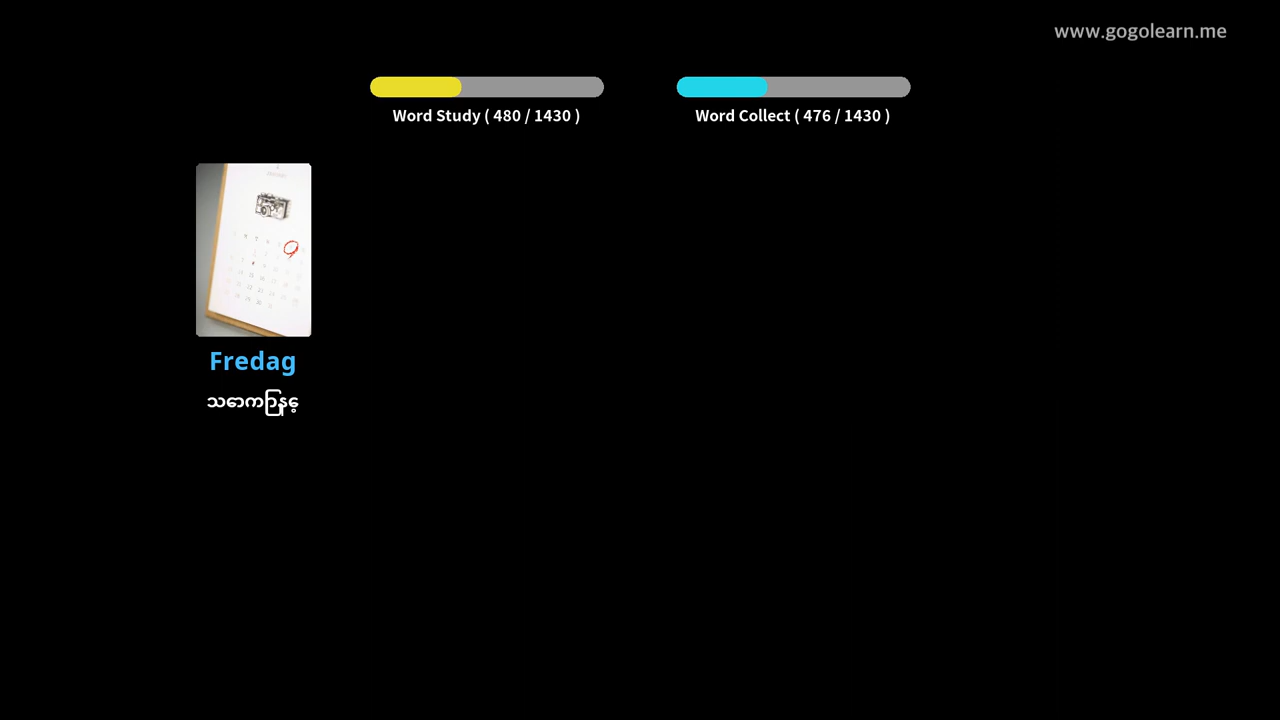 www.gogolearn.me
Word Study ( 480 / 1430 )
Word Collect ( 476 / 1430 )
Fredag
သောကြာနေ့